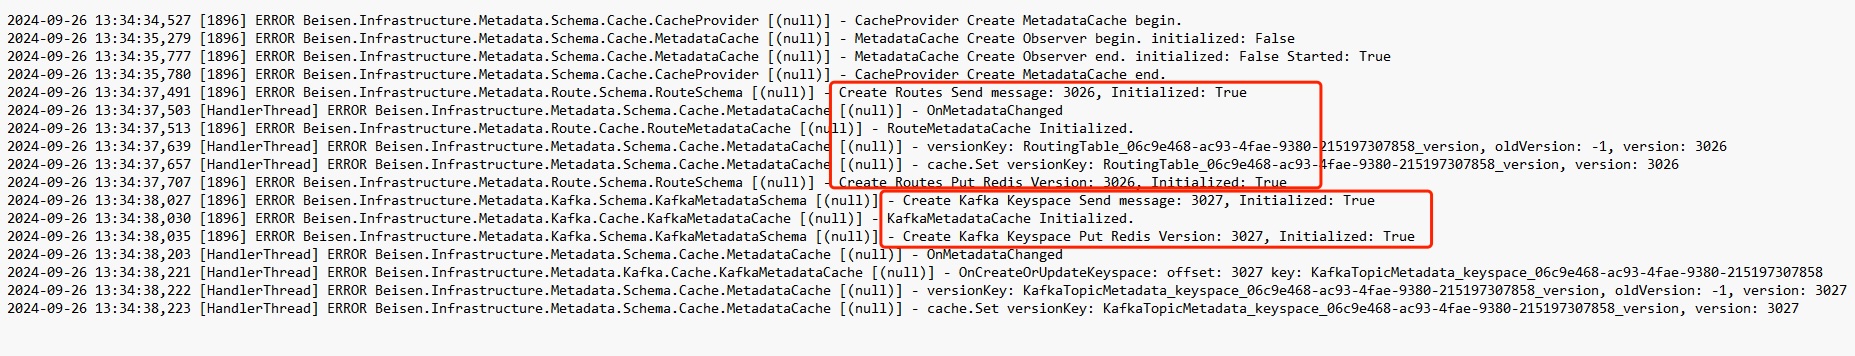 2024-09-26 13:34:34,527 [1896] ERROR Beisen.Infrastructure.Metadata.Schema.Cache.CacheProvider [(null)] - CacheProvider Create MetadataCache begin.
2024-09-26 13:34:35,279 [1896] ERROR Beisen.Infrastructure.Metadata.Schema.Cache.MetadataCache [(null)] - MetadataCache Create Observer begin. initialized: False
2024-09-26 13:34:35,777 [1896] ERROR Beisen.Infrastructure.Metadata.Schema.Cache.MetadataCache [(null)] - MetadataCache Create Observer end. initialized: False Started: True
2024-09-26 13:34:35,780 [1896] ERROR Beisen.Infrastructure.Metadata.Schema.Cache.CacheProvider [(null)] - CacheProvider Create MetadataCache end.
2024-09-26 13:34:37,491 [1896] ERROR Beisen.Infrastructure.Metadata.Route.Schema.RouteSchema [(null)] - Create Routes Send message: 3026, Initialized: True
2024-09-26 13:34:37,503 [HandlerThread] ERROR Beisen.Infrastructure.Metadata.Schema.Cache.MetadataCache [(null)] - OnMetadataChanged
2024-09-26 13:34:37,513 [1896] ERROR Beisen.Infrastructure.Metadata.Route.Cache.RouteMetadataCache [(null)] - RouteMetadataCache Initialized.
2024-09-26 13:34:37,639 [HandlerThread] ERROR Beisen.Infrastructure.Metadata.Schema.Cache.MetadataCache [(null)] - versionKey: RoutingTable_06c9e468-ac93-4fae-9380-215197307858_version, oldVersion: -1, version: 3026
2024-09-26 13:34:37,657 [HandlerThread] ERROR Beisen.Infrastructure.Metadata.Schema.Cache.MetadataCache [(null)] - cache.Set versionKey: RoutingTable_06c9e468-ac93-4fae-9380-215197307858_version, version: 3026
2024-09-26 13:34:37,707 [1896] ERROR Beisen.Infrastructure.Metadata.Route.Schema.RouteSchema [(null)] - Create Routes Put Redis Version: 3026, Initialized: True
2024-09-26 13:34:38,027 [1896] ERROR Beisen.Infrastructure.Metadata.Kafka.Schema.KafkaMetadataSchema [(null)] - Create Kafka Keyspace Send message: 3027, Initialized: True
2024-09-26 13:34:38,030 [1896] ERROR Beisen.Infrastructure.Metadata.Kafka.Cache.KafkaMetadataCache [(null)] - KafkaMetadataCache Initialized.
2024-09-26 13:34:38,035 [1896] ERROR Beisen.Infrastructure.Metadata.Kafka.Schema.KafkaMetadataSchema [(null)] - Create Kafka Keyspace Put Redis Version: 3027, Initialized: True
2024-09-26 13:34:38,203 [HandlerThread] ERROR Beisen.Infrastructure.Metadata.Schema.Cache.MetadataCache [(null)] - OnMetadataChanged
2024-09-26 13:34:38,221 [HandlerThread] ERROR Beisen.Infrastructure.Metadata.Kafka.Cache.KafkaMetadataCache [(null)] - OnCreateOrUpdateKeyspace: offset: 3027 key: KafkaTopicMetadata_keyspace_06c9e468-ac93-4fae-9380-215197307858
2024-09-26 13:34:38,222 [HandlerThread] ERROR Beisen.Infrastructure.Metadata.Schema.Cache.MetadataCache [(null)] - versionKey: KafkaTopicMetadata_keyspace_06c9e468-ac93-4fae-9380-215197307858_version, oldVersion: -1, version: 3027
2024-09-26 13:34:38,223 [HandlerThread] ERROR Beisen.Infrastructure.Metadata.Schema.Cache.MetadataCache [(null)] - cache.Set versionKey: KafkaTopicMetadata_keyspace_06c9e468-ac93-4fae-9380-215197307858_version, version: 3027